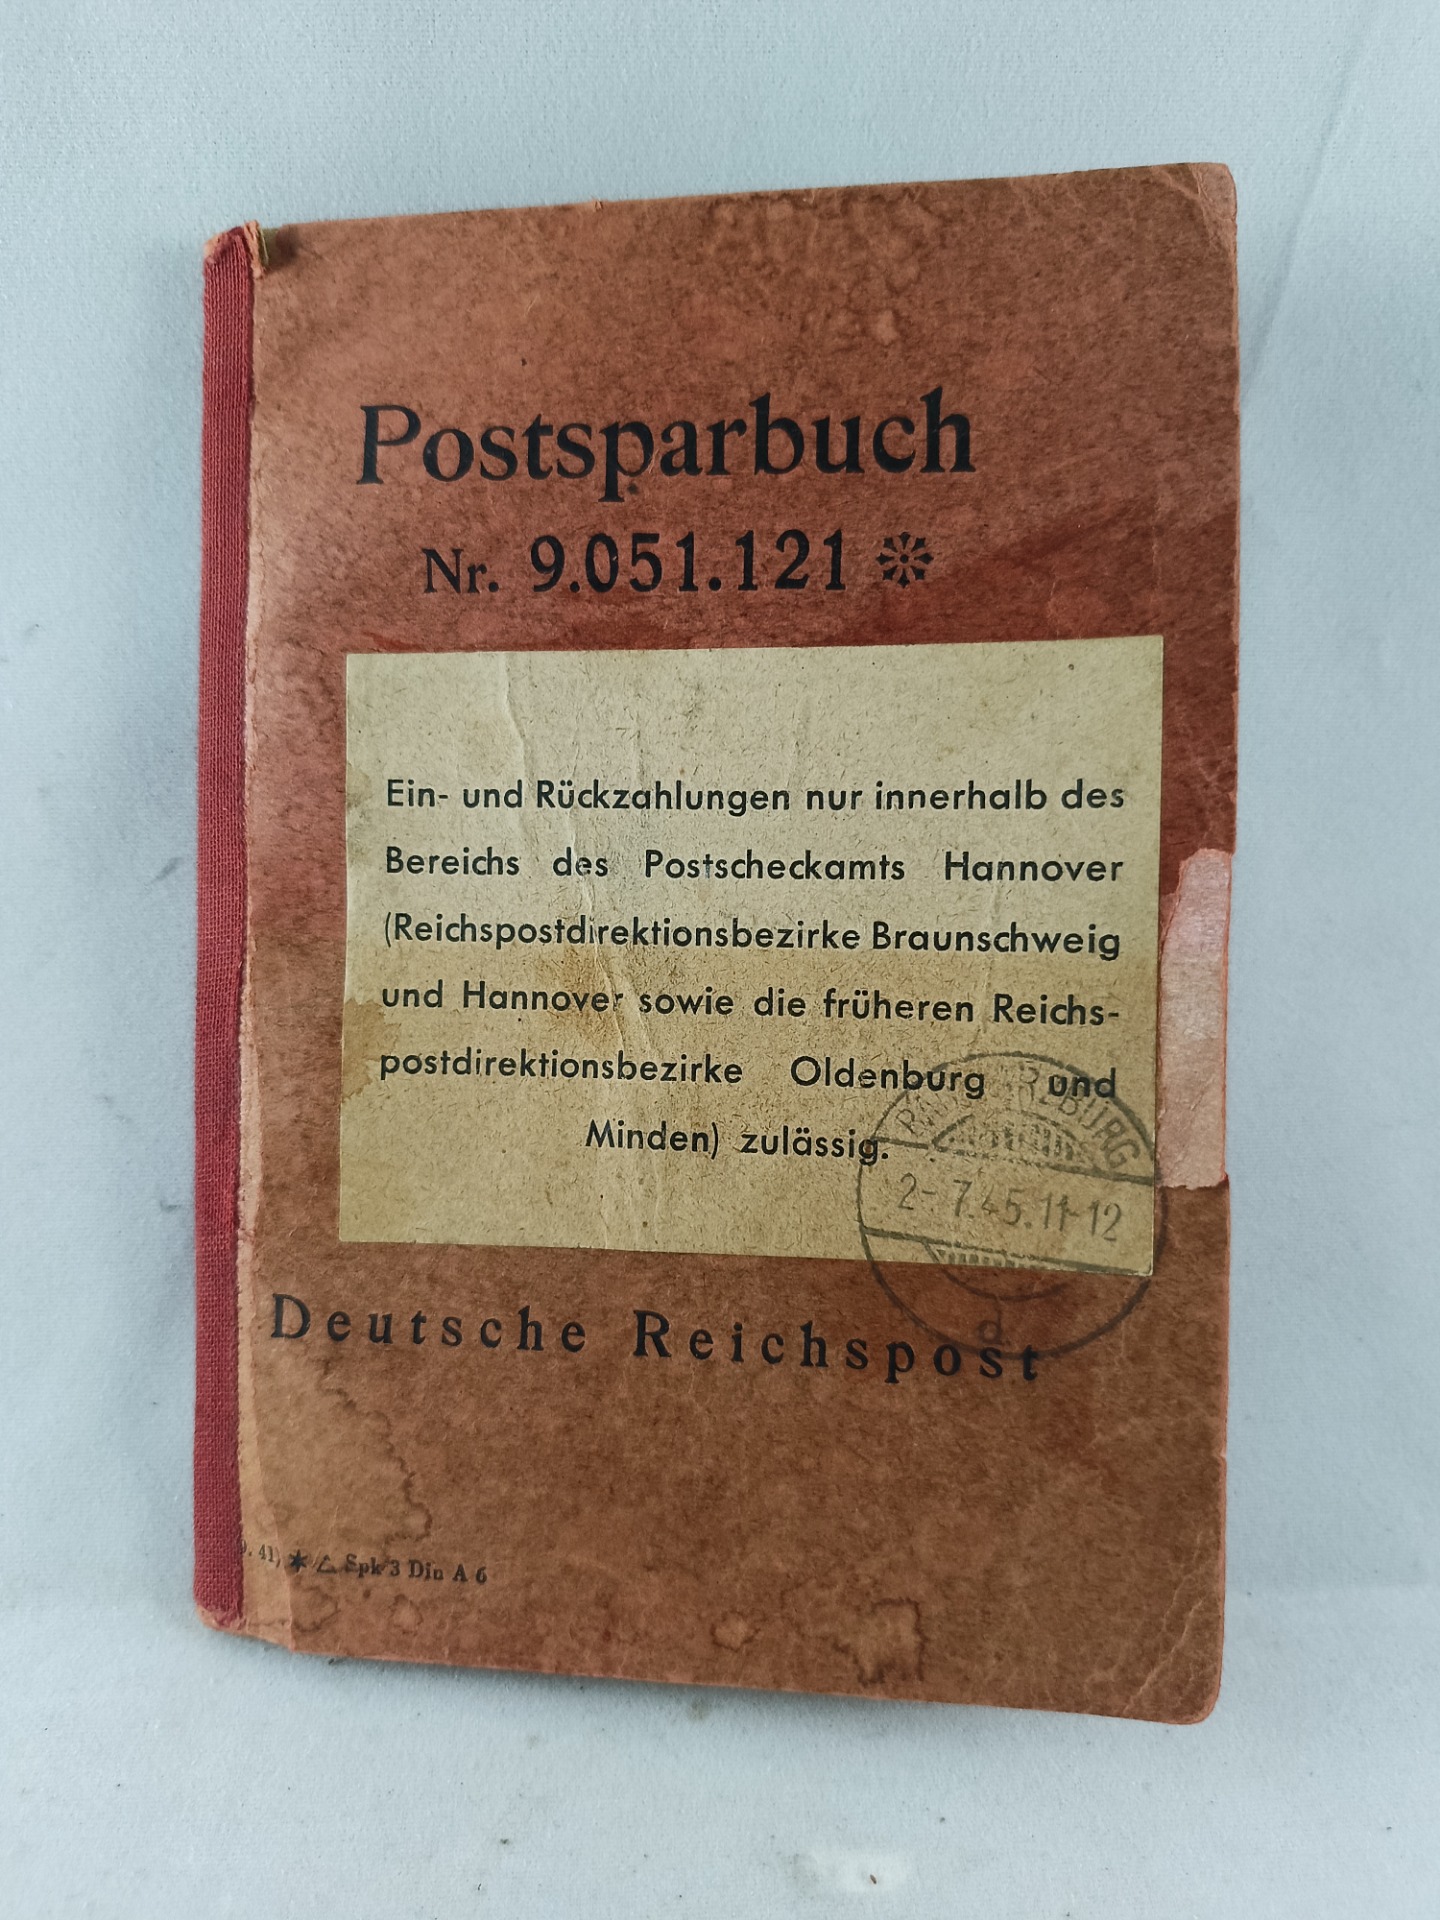 Postsparbuch
Nr. 9.051.121
Ein- und Rückzahlungen nur innerhalb des
Bereichs des Postscheckamts Hannover
(Reichspostdirektionsbezirke Braunschweig
und Hannover sowie die früheren Reichs-
postdirektionsbezirke Oldenburg und
Minden) zulässig.
2-7.45.11-12
d
Deutsche Reichspost
. 41) Spk 3 Din A 6